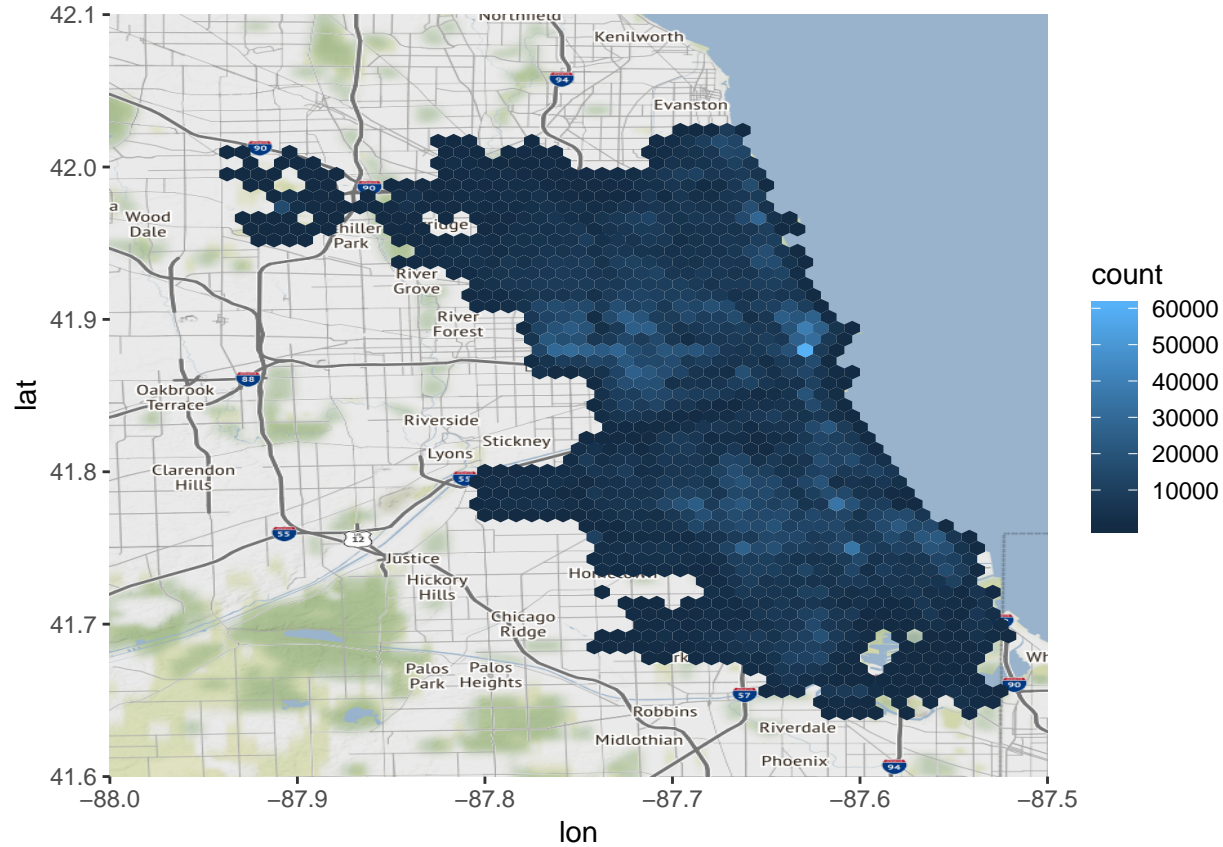 42.1
42.0
41.9
41.8
41.7
41.6
lat
Northfield
Kenilworth
94
Evanston
90
90
a
Wood
Dale
hiller
Park
ridge
River
Grove
River
Forest
88
Oakbrook
Terrace
Riverside
Stickney
Lyons
Clarendon
Hills
55
55
12
Justice
Hickory
Hills
Hometown
Chicago
Ridge
rk
Palos
Park
Palos
Heights
57
Robbins
Midlothian
Riverdale
Phoenix
94
90
Wh
−88.0
−87.9
−87.8
−87.7
−87.6
−87.5
lon
count
60000
50000
40000
30000
20000
10000